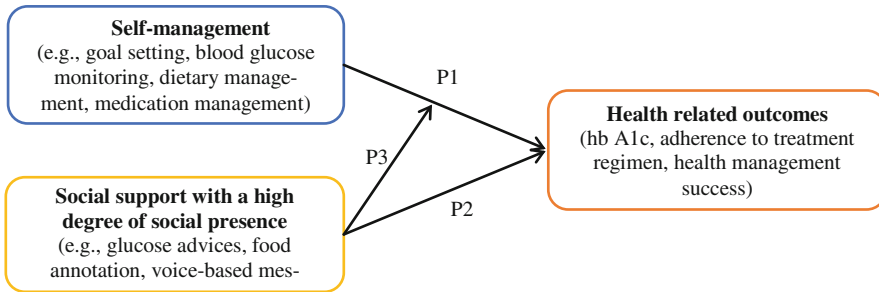 Self-management
(e.g., goal setting, blood glucose
monitoring, dietary manage-
ment, medication management)
P1
Health related outcomes
(hb A1c, adherence to treatment
regimen, health management
success)
P3
P2
Social support with a high
degree of social presence
(e.g., glucose advices, food
annotation, voice-based mes-